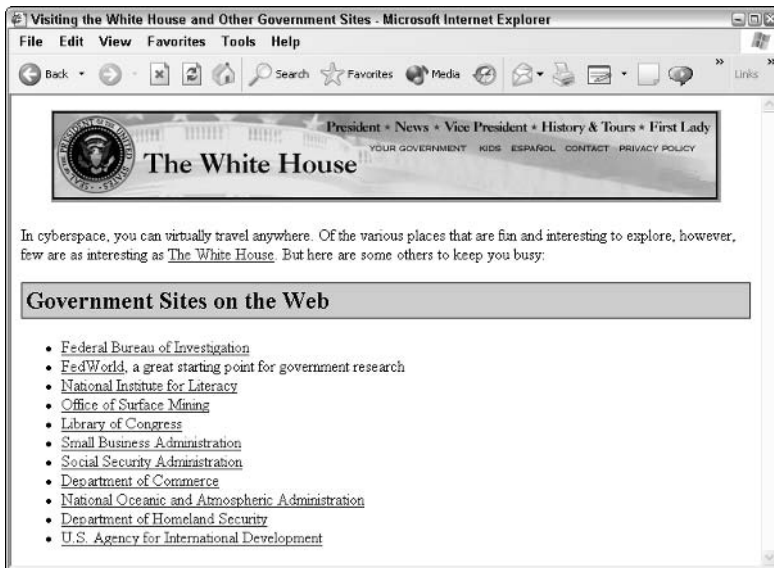 Visiting the White House and Other Government Sites - Microsoft Internet Explorer
File Edit View Favorites Tools Help
Back Search Favorites Media » Links »
President * News * Vice President * History & Tours * First Lady
YOUR GOVERNMENT KIDS ESPAÑOL CONTACT PRIVACY POLICY
The White House
In cyberspace, you can virtually travel anywhere. Of the various places that are fun and interesting to explore, however,
few are as interesting as The White House. But here are some others to keep you busy:
Government Sites on the Web
• Federal Bureau of Investigation
• FedWorld, a great starting point for government research
• National Institute for Literacy
• Office of Surface Mining
• Library of Congress
• Small Business Administration
• Social Security Administration
• Department of Commerce
• National Oceanic and Atmospheric Administration
• Department of Homeland Security
• U.S. Agency for International Development